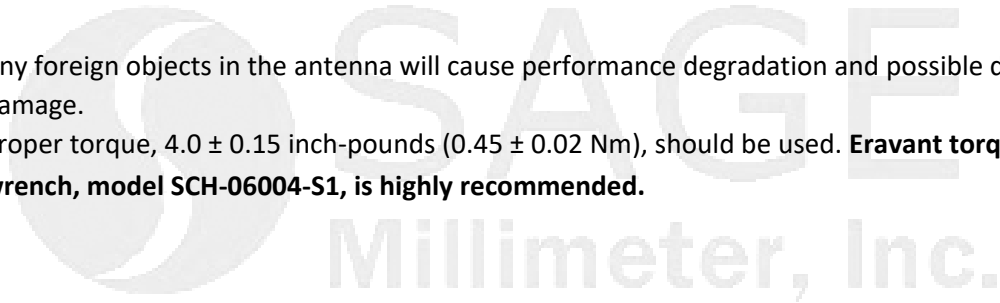 SAGE
Millimeter, Inc.
ny foreign objects in the antenna will cause performance degradation and possible
amage.
roper torque, 4.0 ± 0.15 inch-pounds (0.45 ± 0.02 Nm), should be used. Eravant torq
wrench, model SCH-06004-S1, is highly recommended.